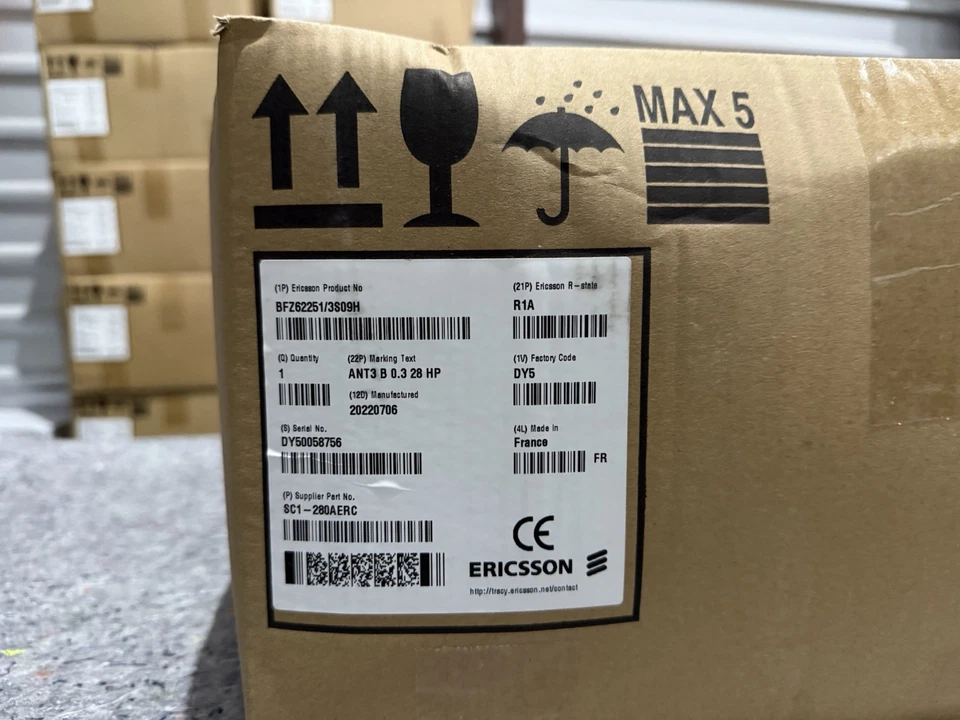 MAX 5
(1P) Ericsson Product No
BFZ62251/3S09H
(21P) Ericsson R-state
R1A
(Q) Quantity
1
(22P) Marking Text
ANT3 B 0.3 28 HP
(1V) Factory Code
DY5
(12D) Manufactured
20220706
(S) Serial No.
DY50058756
(4L) Made in
France
FR
(P) Supplier Part No.
SC1-280AERC
CE
ERICSSON
http://tracy.ericsson.net/contact